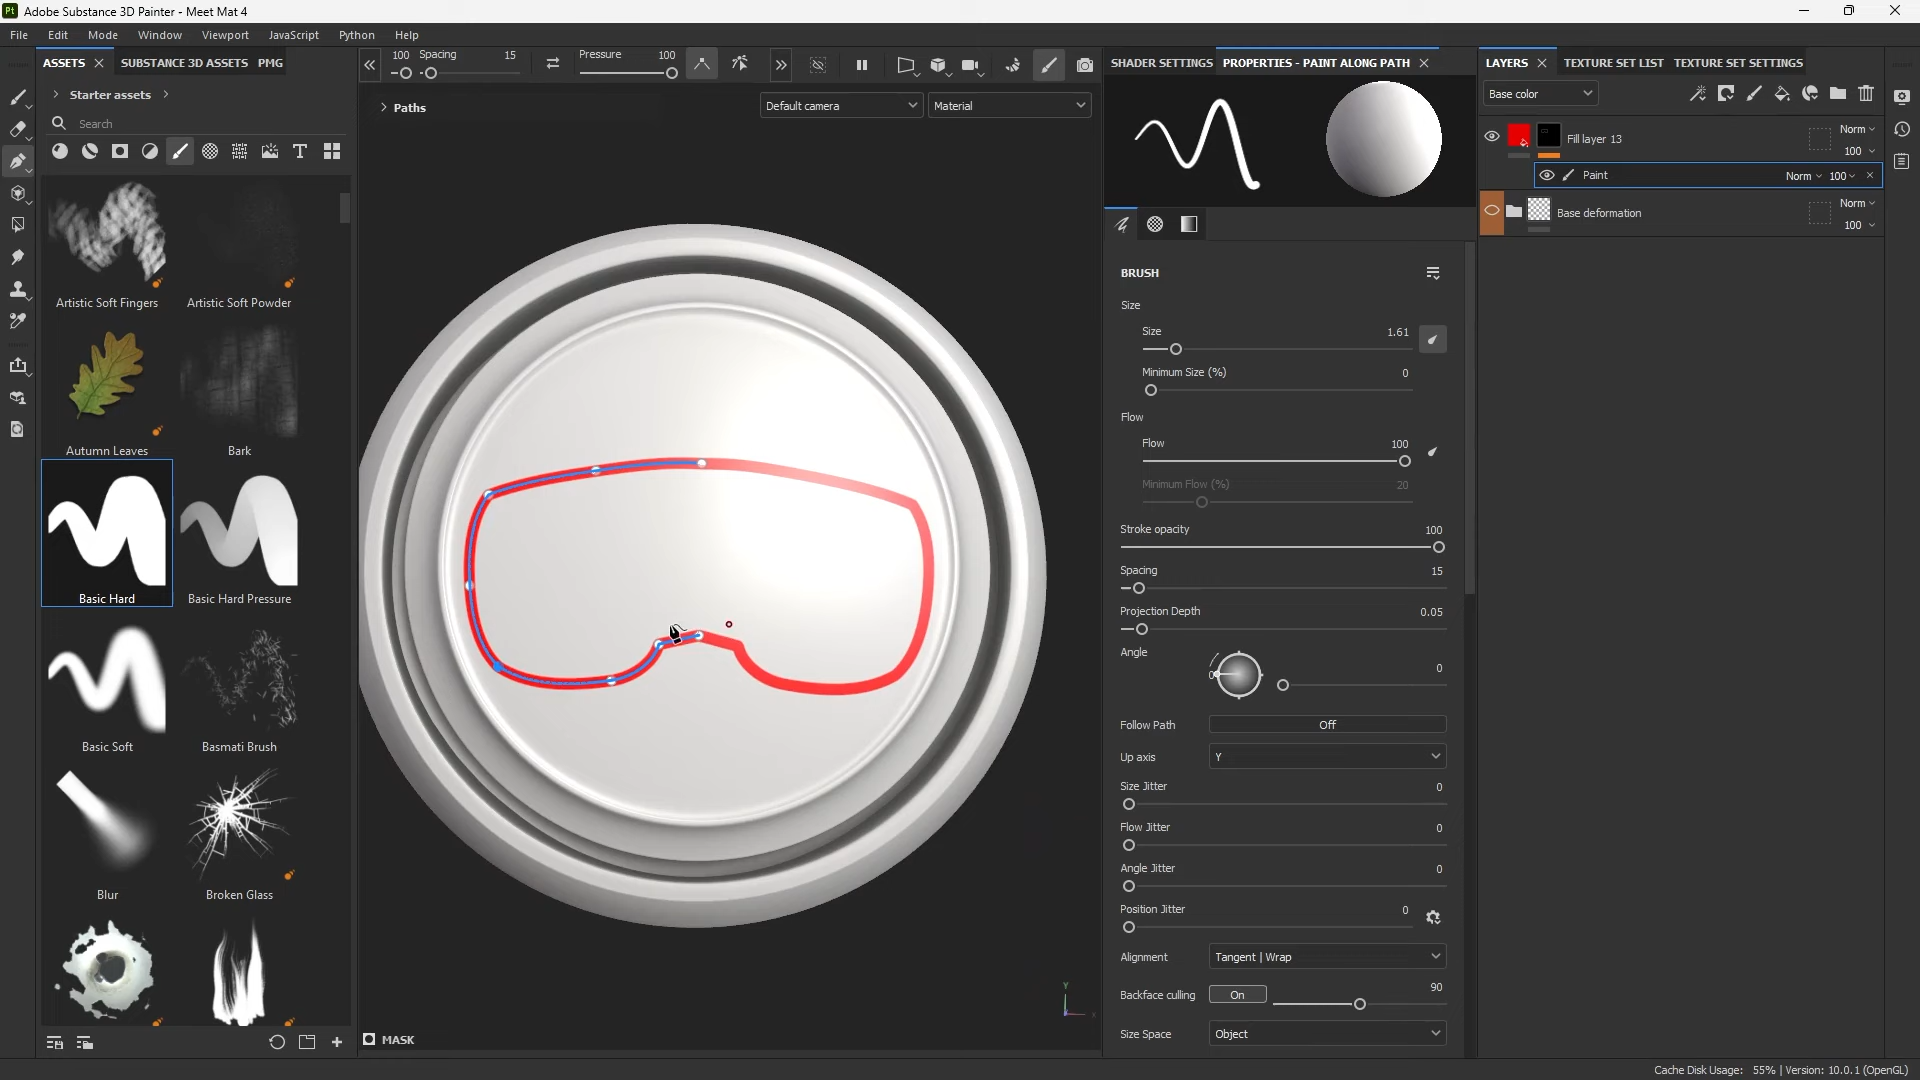 Adobe Substance 3D Painter - Meet Mat 4
File Edit Mode Window Viewport JavaScript Python Help
ASSETS SUBSTANCE 3D ASSETS PNG
Starter assets
Search
Artistic Soft Fingers Artistic Soft Powder
Autumn Leaves Bark
Basic Hard Basic Hard Pressure
Basic Soft Basmati Brush
Blur Broken Glass
100 Spacing 15 Pressure 100
Paths
Default camera Material
Y
X
MASK
SHADER SETTINGS PROPERTIES - PAINT ALONG PATH
BRUSH
Size
Size 1.61
Minimum Size (%) 0
Flow
Flow 100
Minimum Flow (%) 20
Stroke opacity 100
Spacing 15
Projection Depth 0.05
Angle 0
0
Follow Path Off
Up axis Y
Size Jitter 0
Flow Jitter 0
Angle Jitter 0
Position Jitter 0
Alignment Tangent | Wrap
Backface culling On 90
Size Space Object
LAYERS TEXTURE SET LIST TEXTURE SET SETTINGS
Base color
Fill layer 13 Norm
100
Paint Norm 100
Base deformation Norm
100
Cache Disk Usage: 55% | Version: 10.0.1 (OpenGL)
Pt